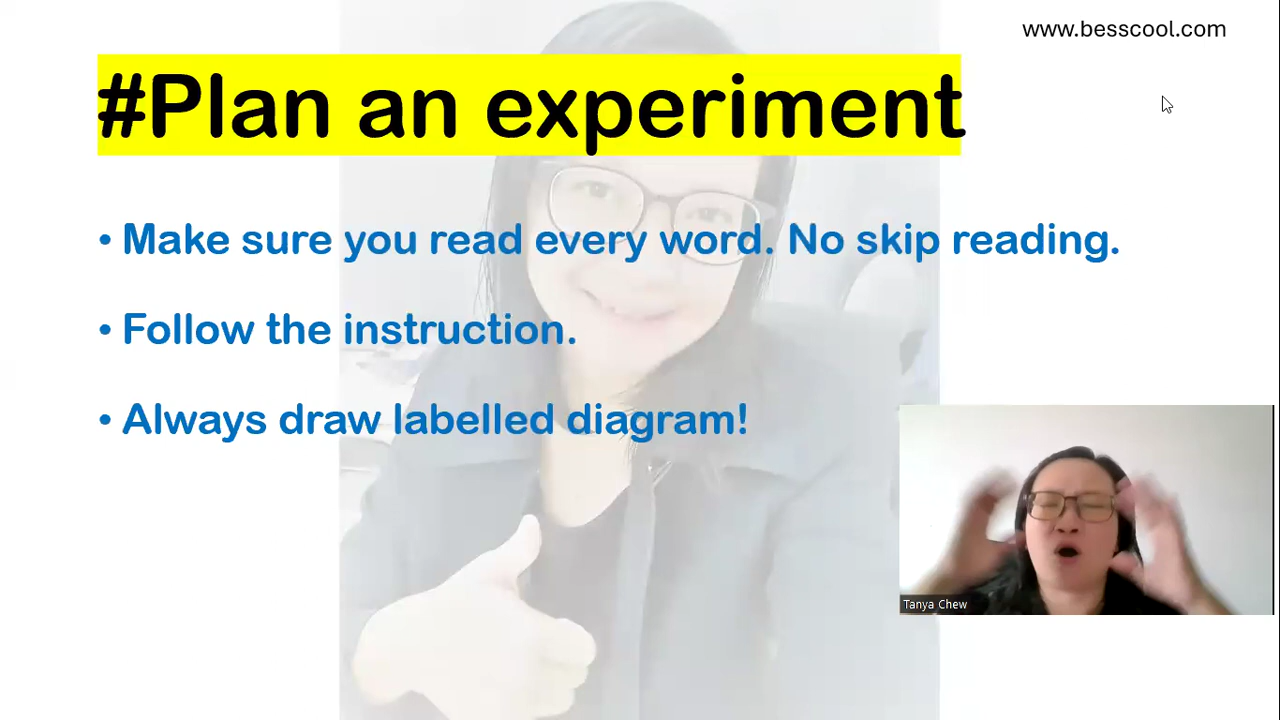 www.besscool.com
#Plan an experiment
• Make sure you read every word. No skip reading.
• Follow the instruction.
• Always draw labelled diagram!
Tanya Chew